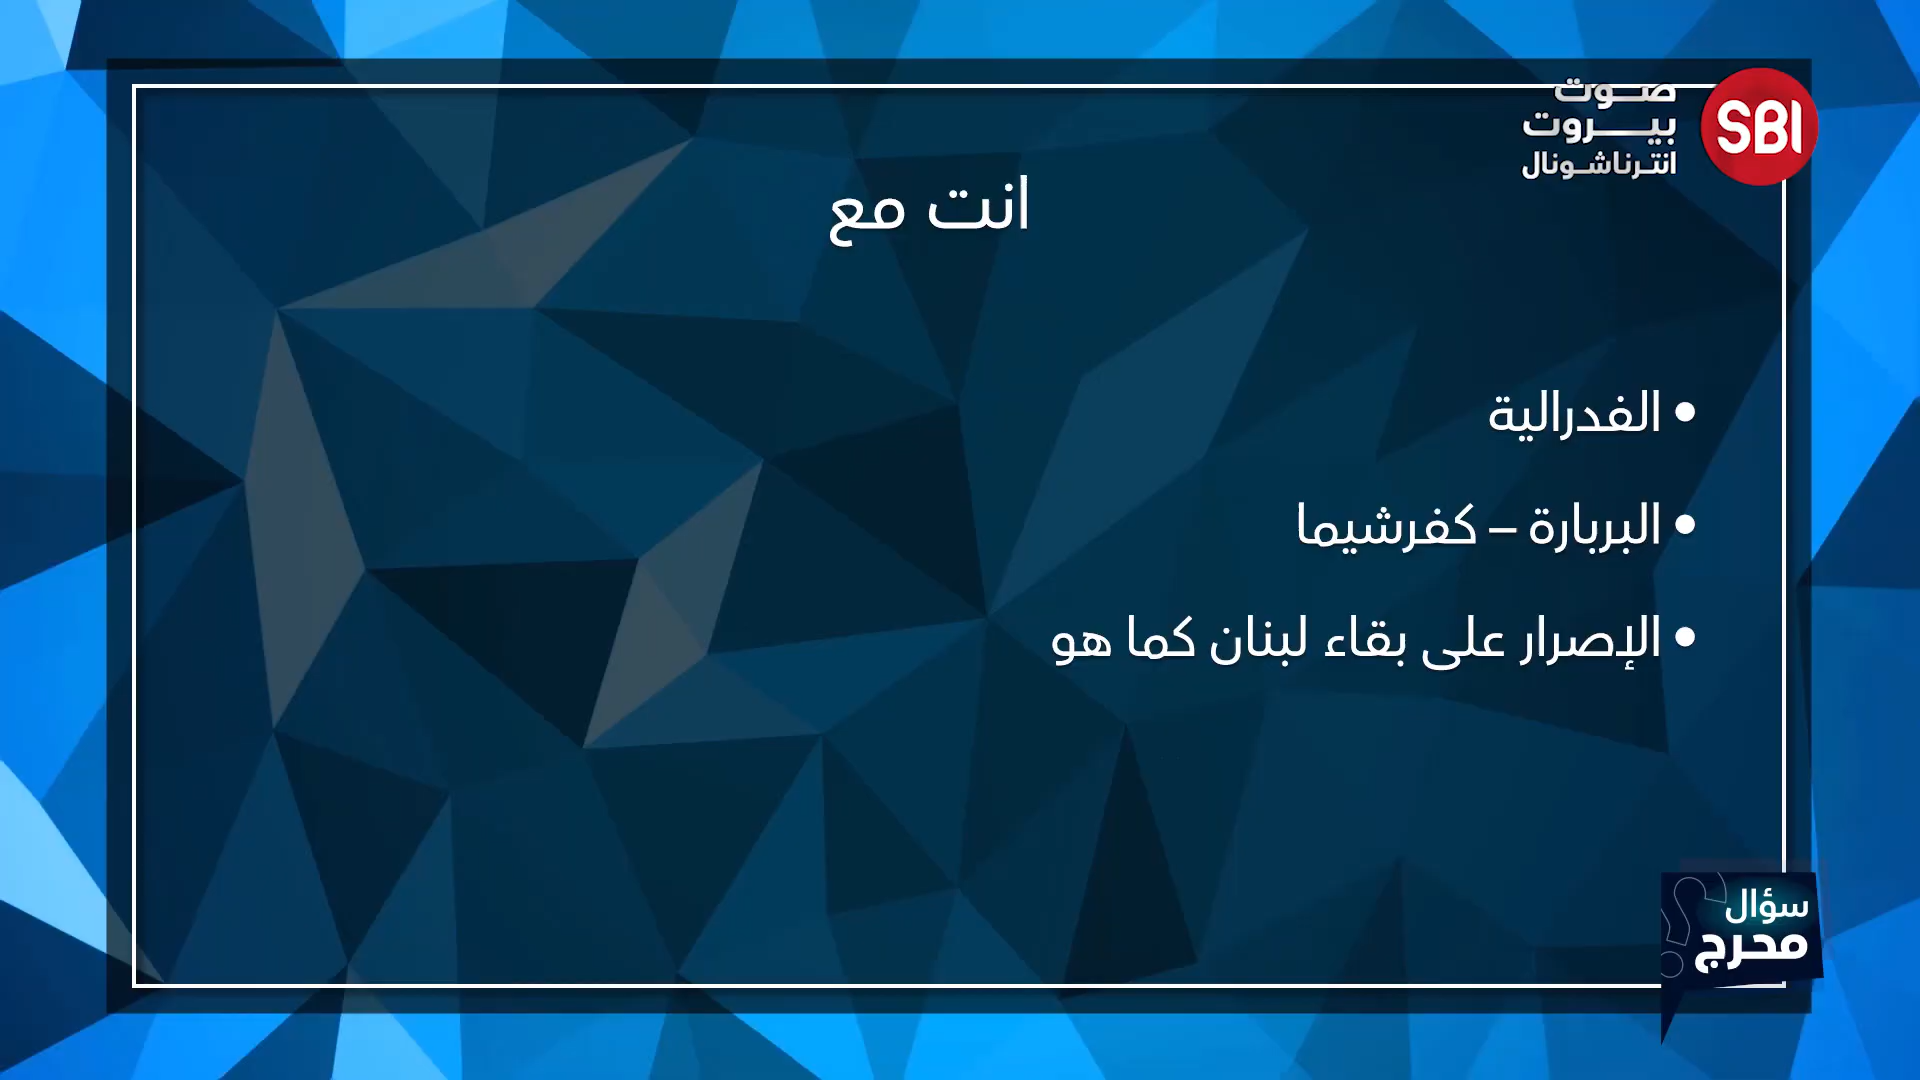 صوت
بيروت
انترناشونال
SBI
انت مع
• الفدرالية
• البربارة – كفرشيما
• الإصرار على بقاء لبنان كما هو
سؤال
محرج
؟